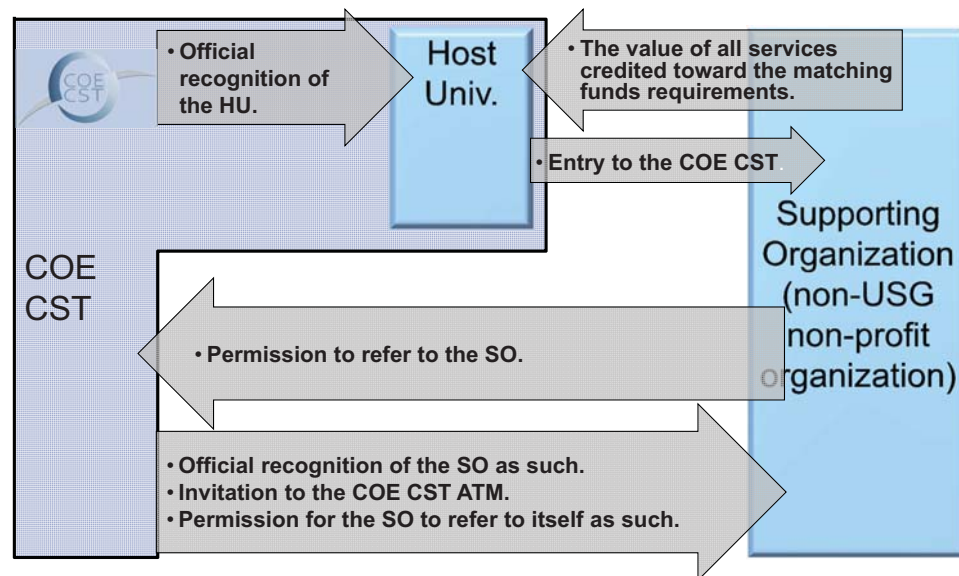 COE
CST
• Official
recognition of
the HU.
Host
Univ.
• The value of all services
credited toward the matching
funds requirements.
• Entry to the COE CST.
COE
CST
Supporting
Organization
(non-USG
non-profit
organization)
• Permission to refer to the SO.
• Official recognition of the SO as such.
• Invitation to the COE CST ATM.
• Permission for the SO to refer to itself as such.